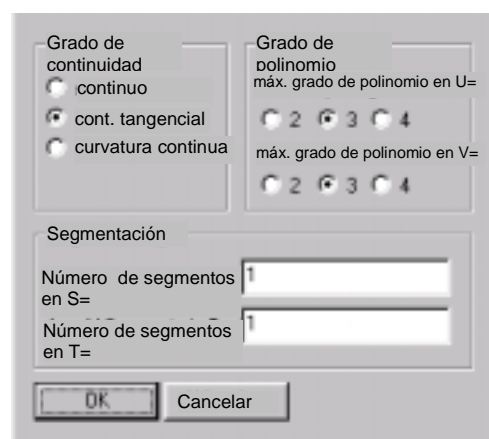 Grado de
continuidad
continuo
cont. tangencial
curvatura continua
Grado de
polinomio
máx. grado de polinomio en U=
2 3 4
máx. grado de polinomio en V=
2 3 4
Segmentación
Número de segmentos
en S=
1
Número de segmentos
en T=
1
OK
Cancelar